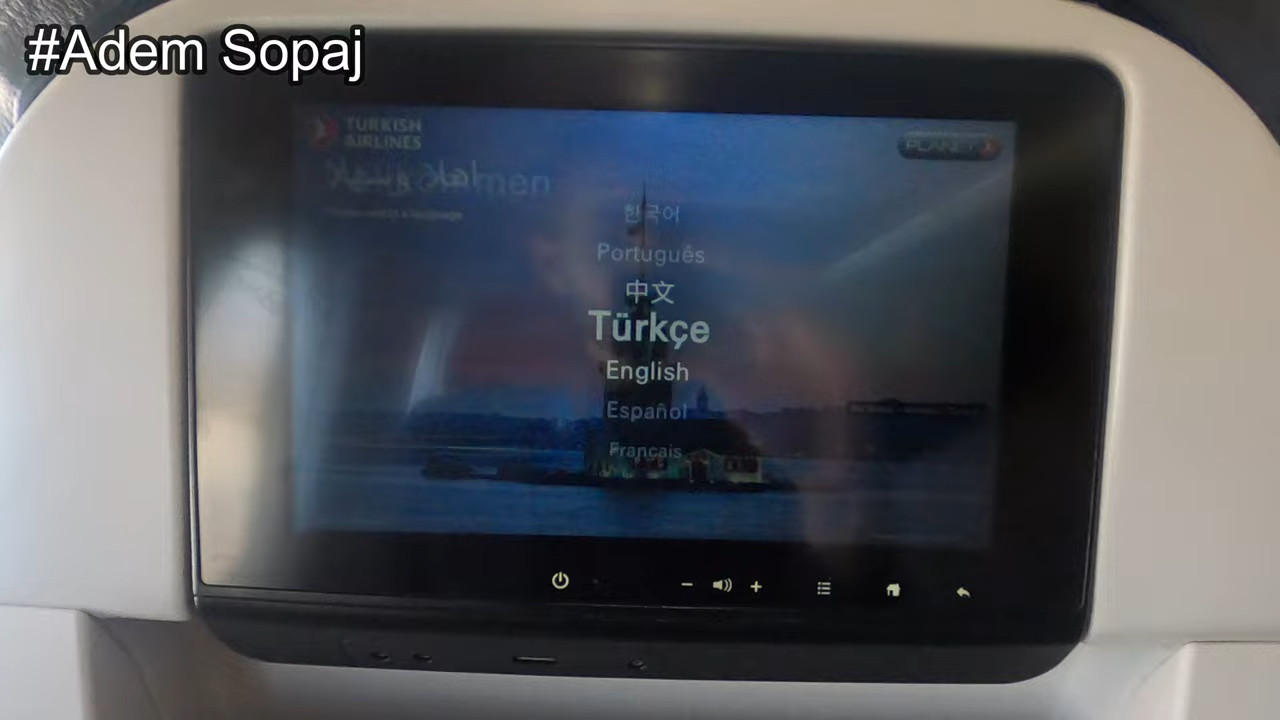 #Adem Sopaj
TURKISH
AIRLINES
PLANET
한국어
Português
中文
Türkçe
English
Español
Français